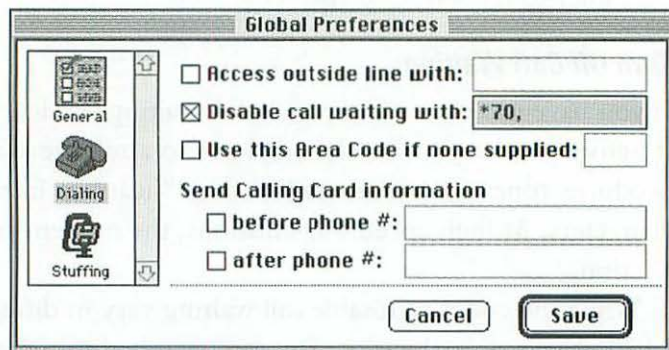 Global Preferences
General
Dialing
Stuffing
Access outside line with:
Disable call waiting with: *70,
Use this Area Code if none supplied:
Send Calling Card information
before phone #:
after phone #:
Cancel
Save